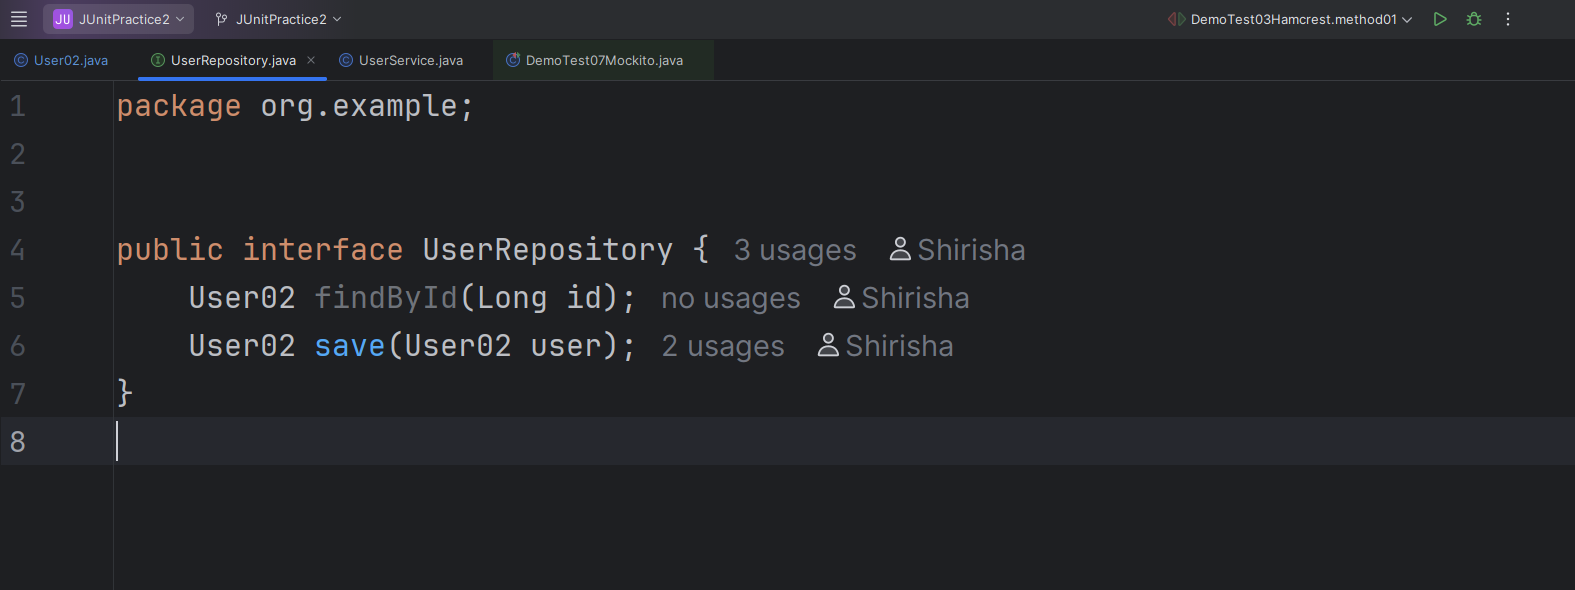 JU JUnitPractice2 JUnitPractice2 DemoTest03Hamcrest.method01
User02.java UserRepository.java UserService.java DemoTest07Mockito.java
1 package org.example;
2
3
4 public interface UserRepository { 3 usages Shirisha
5 User02 findById(Long id); no usages Shirisha
6 User02 save(User02 user); 2 usages Shirisha
7 }
8